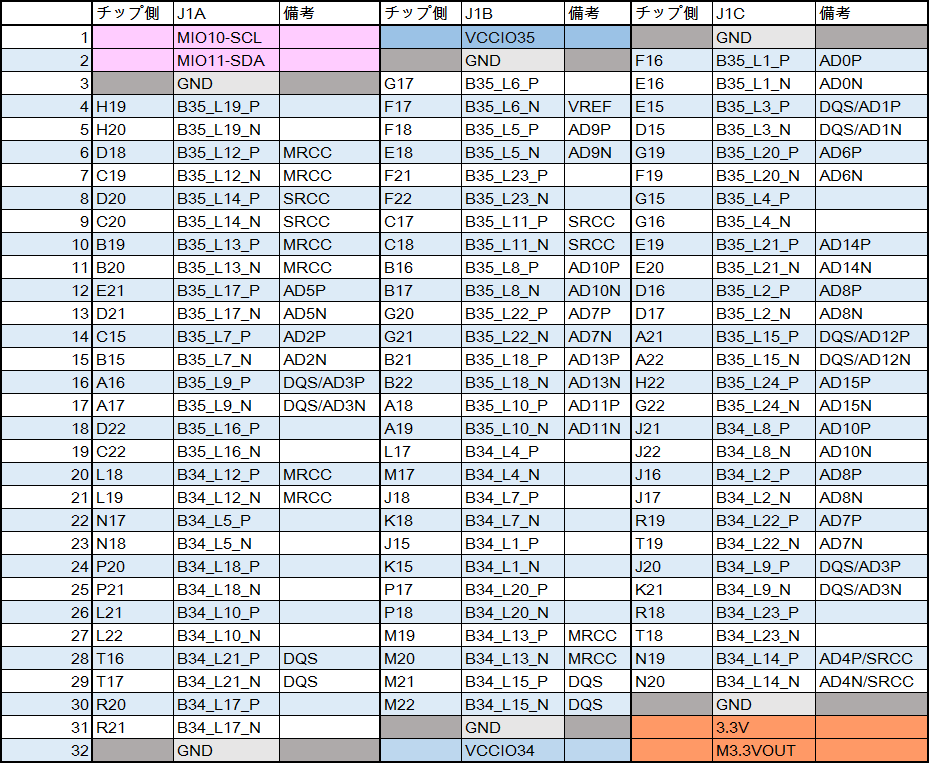 チップ側 J1A 備考 チップ側 J1B 備考 チップ側 J1C 備考
1 MIO10-SCL VCCIO35 GND
2 MIO11-SDA GND F16 B35_L1_P AD0P
3 GND G17 B35_L6_P E16 B35_L1_N AD0N
4 H19 B35_L19_P F17 B35_L6_N VREF E15 B35_L3_P DQS/AD1P
5 H20 B35_L19_N F18 B35_L5_P AD9P D15 B35_L3_N DQS/AD1N
6 D18 B35_L12_P MRCC E18 B35_L5_N AD9N G19 B35_L20_P AD6P
7 C19 B35_L12_N MRCC F21 B35_L23_P F19 B35_L20_N AD6N
8 D20 B35_L14_P SRCC F22 B35_L23_N G15 B35_L4_P
9 C20 B35_L14_N SRCC C17 B35_L11_P SRCC G16 B35_L4_N
10 B19 B35_L13_P MRCC C18 B35_L11_N SRCC E19 B35_L21_P AD14P
11 B20 B35_L13_N MRCC B16 B35_L8_P AD10P E20 B35_L21_N AD14N
12 E21 B35_L17_P AD5P B17 B35_L8_N AD10N D16 B35_L2_P AD8P
13 D21 B35_L17_N AD5N G20 B35_L22_P AD7P D17 B35_L2_N AD8N
14 C15 B35_L7_P AD2P G21 B35_L22_N AD7N A21 B35_L15_P DQS/AD12P
15 B15 B35_L7_N AD2N B21 B35_L18_P AD13P A22 B35_L15_N DQS/AD12N
16 A16 B35_L9_P DQS/AD3P B22 B35_L18_N AD13N H22 B35_L24_P AD15P
17 A17 B35_L9_N DQS/AD3N A18 B35_L10_P AD11P G22 B35_L24_N AD15N
18 D22 B35_L16_P A19 B35_L10_N AD11N J21 B34_L8_P AD10P
19 C22 B35_L16_N L17 B34_L4_P J22 B34_L8_N AD10N
20 L18 B34_L12_P MRCC M17 B34_L4_N J16 B34_L2_P AD8P
21 L19 B34_L12_N MRCC J18 B34_L7_P J17 B34_L2_N AD8N
22 N17 B34_L5_P K18 B34_L7_N R19 B34_L22_P AD7P
23 N18 B34_L5_N J15 B34_L1_P T19 B34_L22_N AD7N
24 P20 B34_L18_P K15 B34_L1_N J20 B34_L9_P DQS/AD3P
25 P21 B34_L18_N P17 B34_L20_P K21 B34_L9_N DQS/AD3N
26 L21 B34_L10_P P18 B34_L20_N R18 B34_L23_P
27 L22 B34_L10_N M19 B34_L13_P MRCC T18 B34_L23_N
28 T16 B34_L21_P DQS M20 B34_L13_N MRCC N19 B34_L14_P AD4P/SRCC
29 T17 B34_L21_N DQS M21 B34_L15_P DQS N20 B34_L14_N AD4N/SRCC
30 R20 B34_L17_P M22 B34_L15_N DQS GND
31 R21 B34_L17_N GND 3.3V
32 GND VCCIO34 M3.3VOUT